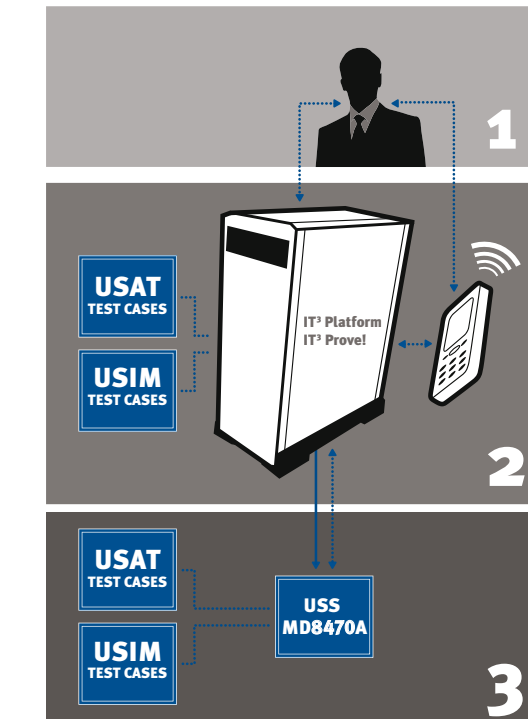 1
USAT
TEST CASES
IT³ Platform
IT³ Prove!
USIM
TEST CASES
2
USAT
TEST CASES
USS
MD8470A
USIM
TEST CASES
3